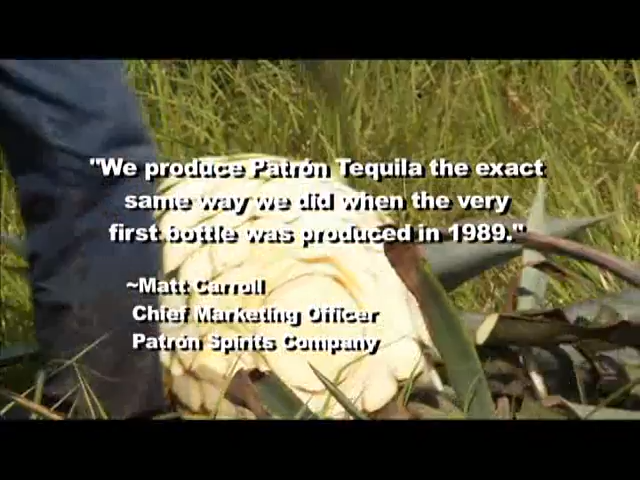 "We produce Patrón Tequila the exact
same way we did when the very
first bottle was produced in 1989."
~Matt Carroll
Chief Marketing Officer
Patrón Spirits Company